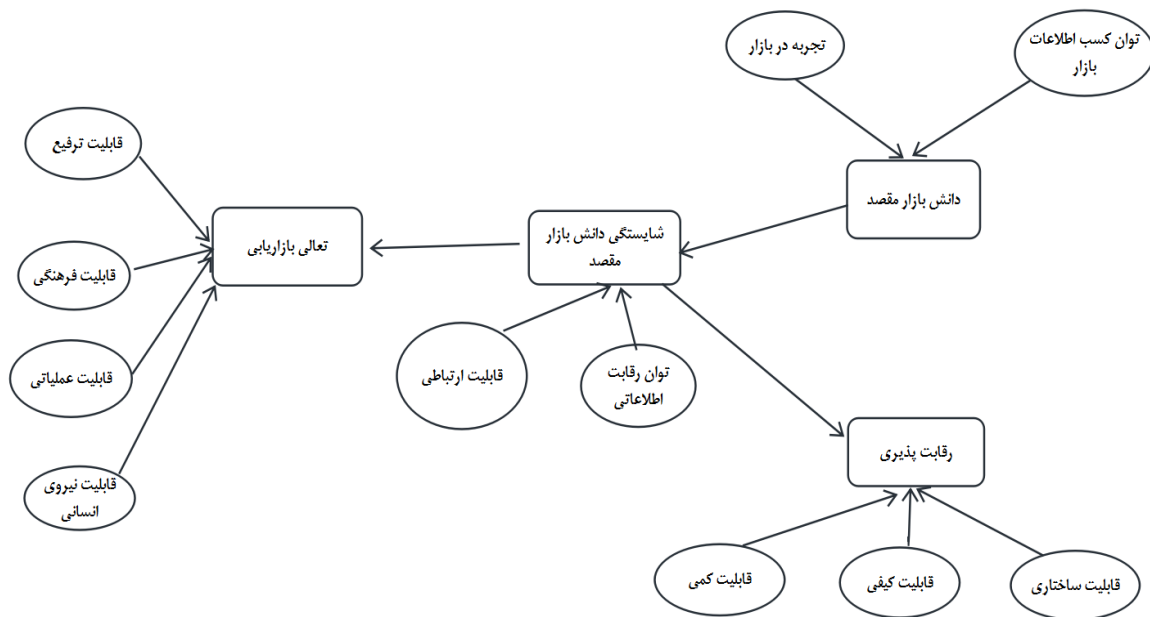 توان کسب اطلاعات
بازار
تجربه در بازار
قابلیت ترفیع
دانش بازار مقصد
شایستگی دانش بازار
مقصد
تعالی بازاریابی
قابلیت فرهنگی
قابلیت عملیاتی
قابلیت ارتباطی
توان رقابت
اطلاعاتی
رقابت پذیری
قابلیت نیروی
انسانی
قابلیت ساختاری
قابلیت کیفی
قابلیت کمی